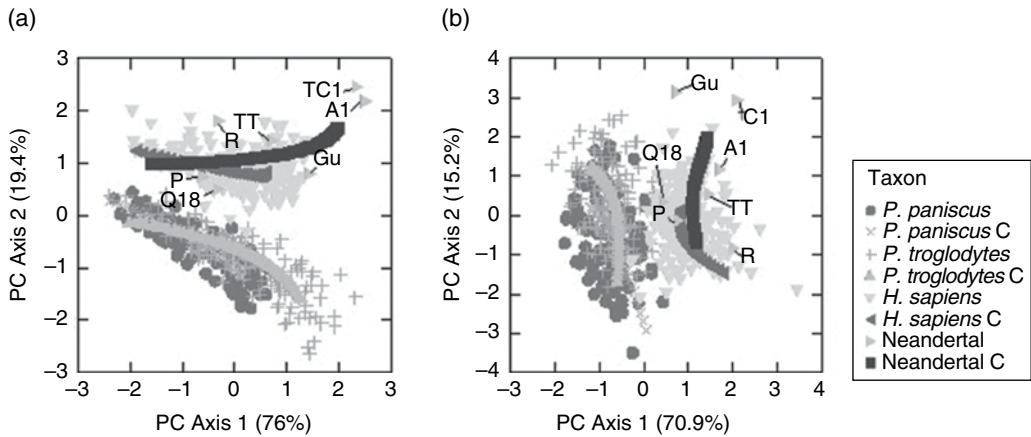 (a)
3
2
1
0
−1
−2
−3
PC Axis 2 (19.4%)
TC1
A1
TT
R
Gu
P
Q18
−3
−2
−1
0
1
2
3
4
PC Axis 1 (76%)
(b)
4
3
2
1
0
−1
−2
−3
−4
PC Axis 2 (15.2%)
Gu
C1
A1
Q18
TT
P
R
−3
−2
−1
0
1
2
3
4
PC Axis 1 (70.9%)
Taxon
P. paniscus
P. paniscus C
P. troglodytes
P. troglodytes C
H. sapiens
H. sapiens C
Neandertal
Neandertal C